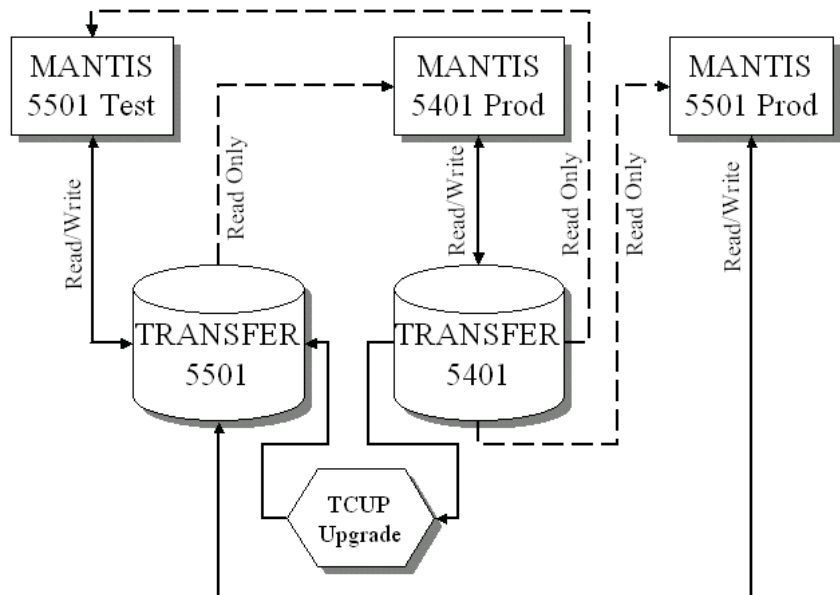 MANTIS
5501 Test
MANTIS
5401 Prod
MANTIS
5501 Prod
Read/Write
Read Only
Read/Write
Read Only
Read Only
Read/Write
TRANSFER
5501
TRANSFER
5401
TCUP
Upgrade